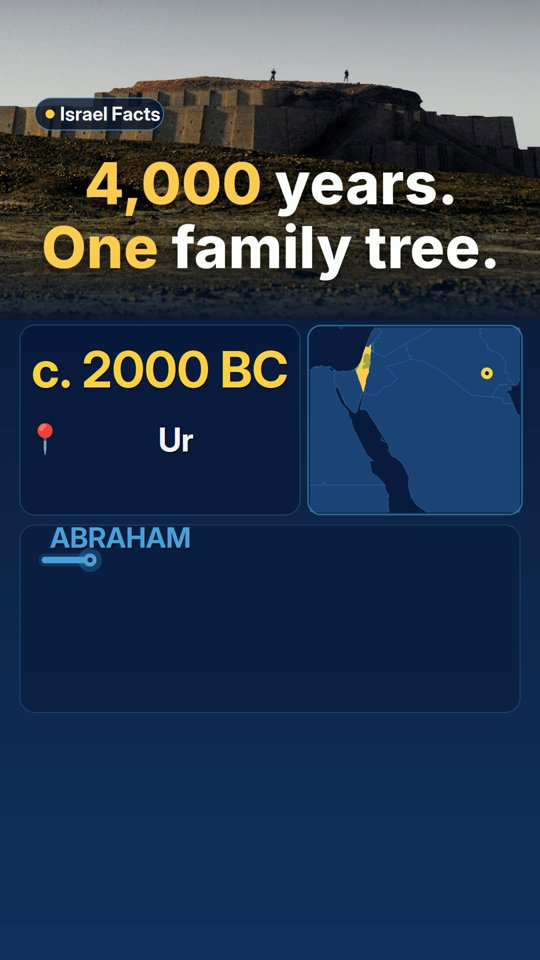 Israel Facts
4,000 years.
One family tree.
c. 2000 BC
Ur
ABRAHAM